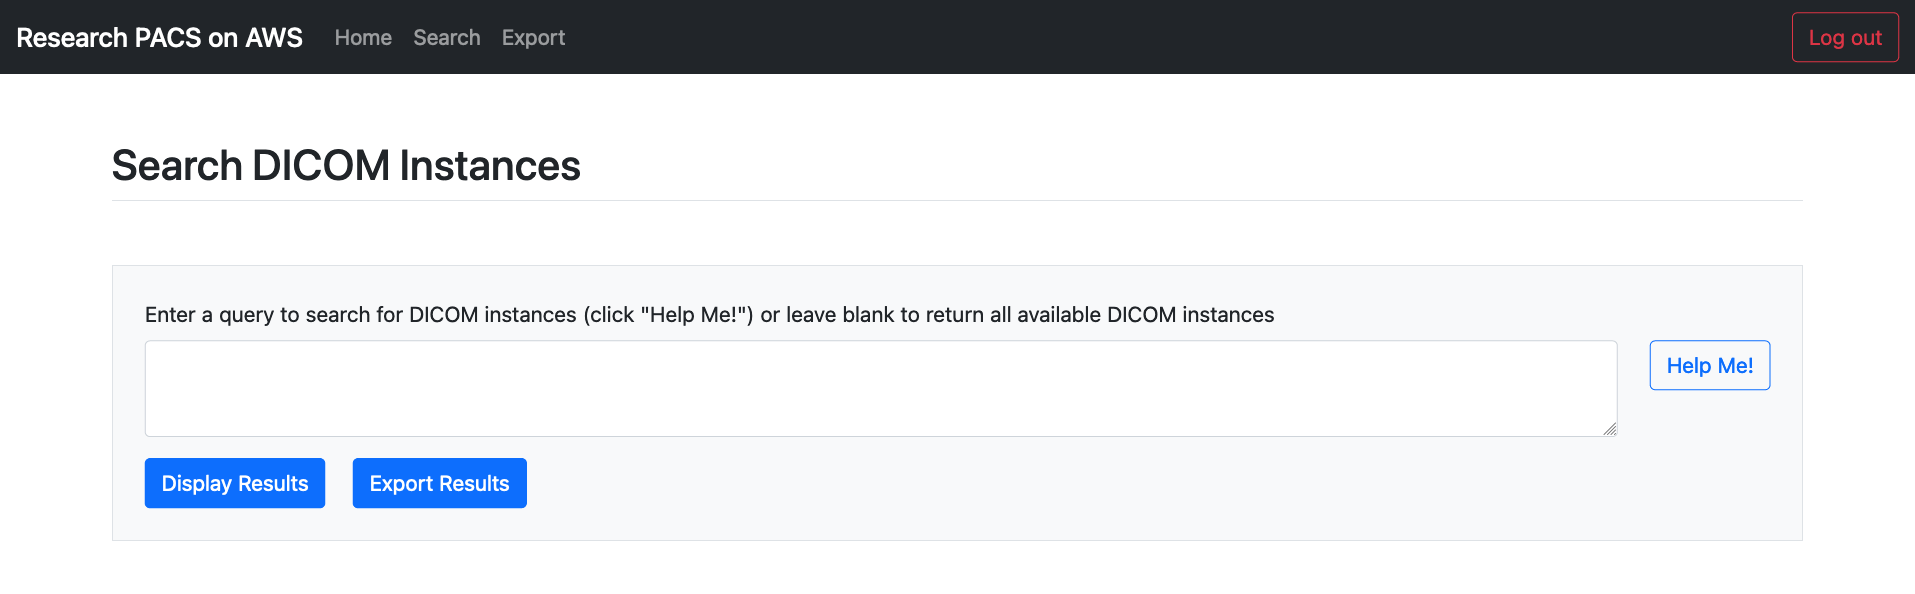 Research PACS on AWS Home Search Export Log out
Search DICOM Instances
Enter a query to search for DICOM instances (click "Help Me!") or leave blank to return all available DICOM instances
Help Me!
Display Results Export Results